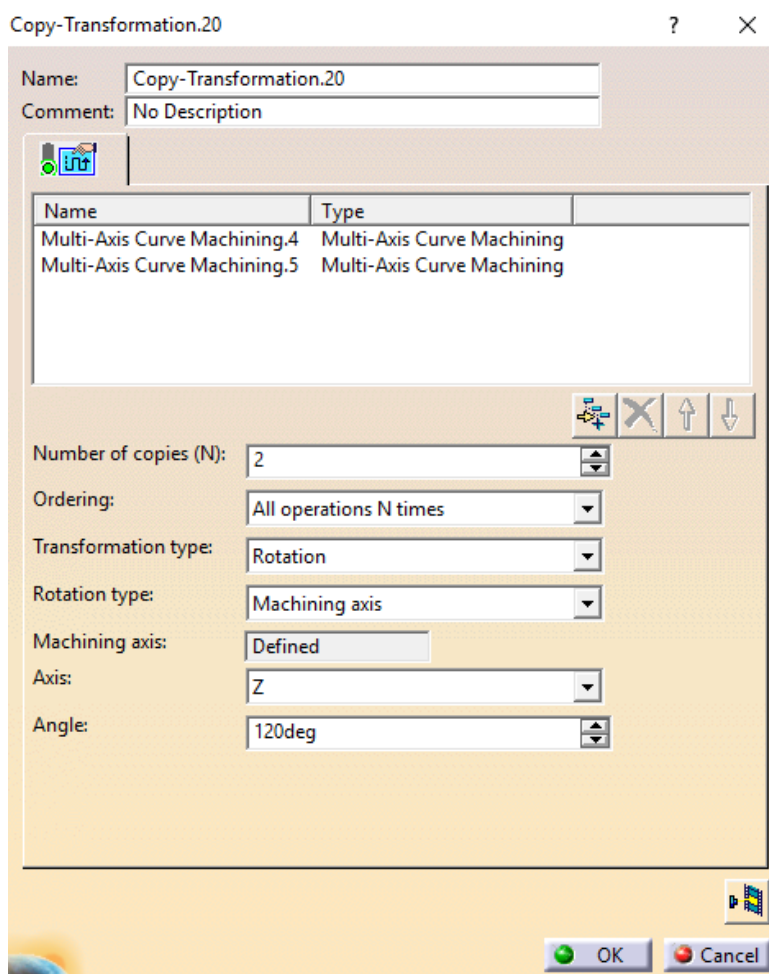 Copy-Transformation.20 ? ×
Name: Copy-Transformation.20
Comment: No Description
Name Type
Multi-Axis Curve Machining.4 Multi-Axis Curve Machining
Multi-Axis Curve Machining.5 Multi-Axis Curve Machining
Number of copies (N): 2
Ordering: All operations N times
Transformation type: Rotation
Rotation type: Machining axis
Machining axis: Defined
Axis: Z
Angle: 120deg
OK Cancel